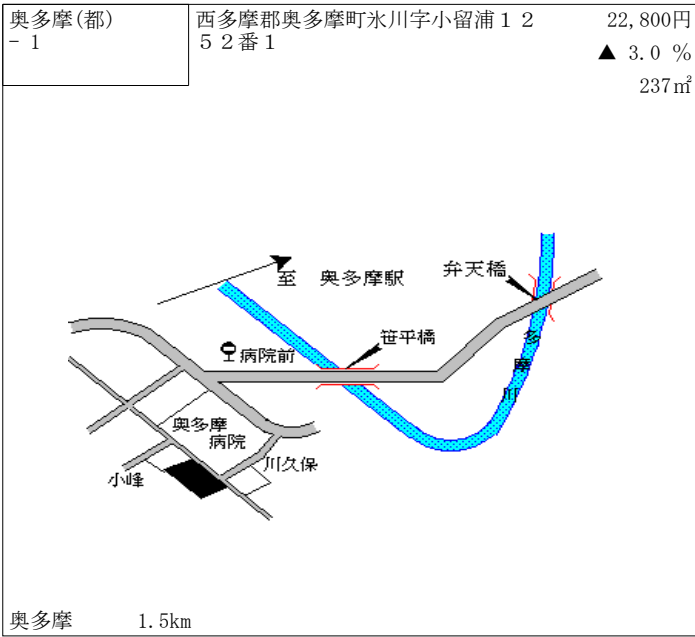 奥多摩(都)
- 1
西多摩郡奥多摩町氷川字小留浦１２
５２番１
22,800円
▲ 3.0 %
237㎡
至 奥多摩駅
弁天橋
笹平橋
病院前
多摩川
奥多摩
病院
川久保
小峰
奥多摩 1.5km